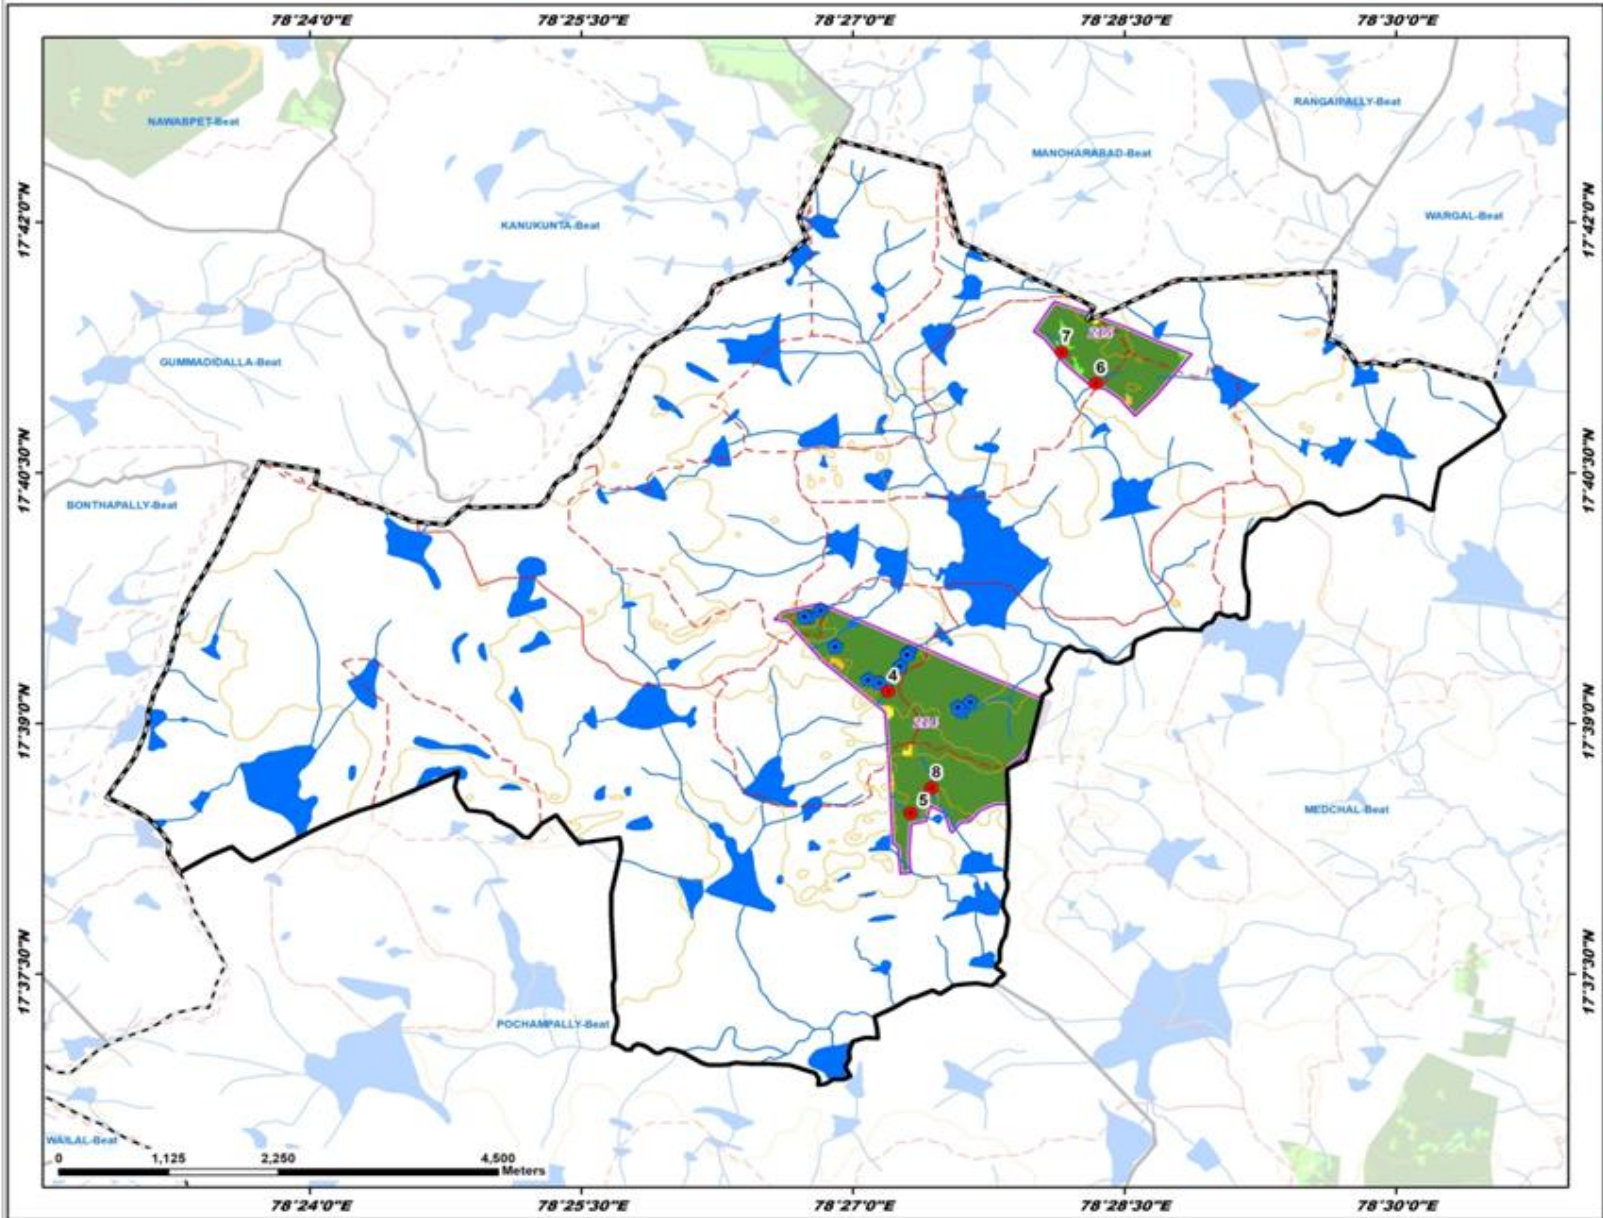 78°24'0"E 78°25'30"E 78°27'0"E 78°28'30"E 78°30'0"E
RANGAIPALLY-Beat
NAWABPET-Beat
MANOHARABAD-Beat
17°42'0"N
KANUKUNTA-Beat
WARGAL-Beat
17°42'0"N
7
GUMMADIDALLA-Beat
6
17°40'30"N
17°40'30"N
BONTHAPALLY-Beat
4
17°39'0"N
17°39'0"N
8
5
MEDCHAL-Beat
17°37'30"N
17°37'30"N
POCHAMPALLY-Beat
WAILAL-Beat
0 1,125 2,250 4,500
Meters
78°24'0"E 78°25'30"E 78°27'0"E 78°28'30"E 78°30'0"E